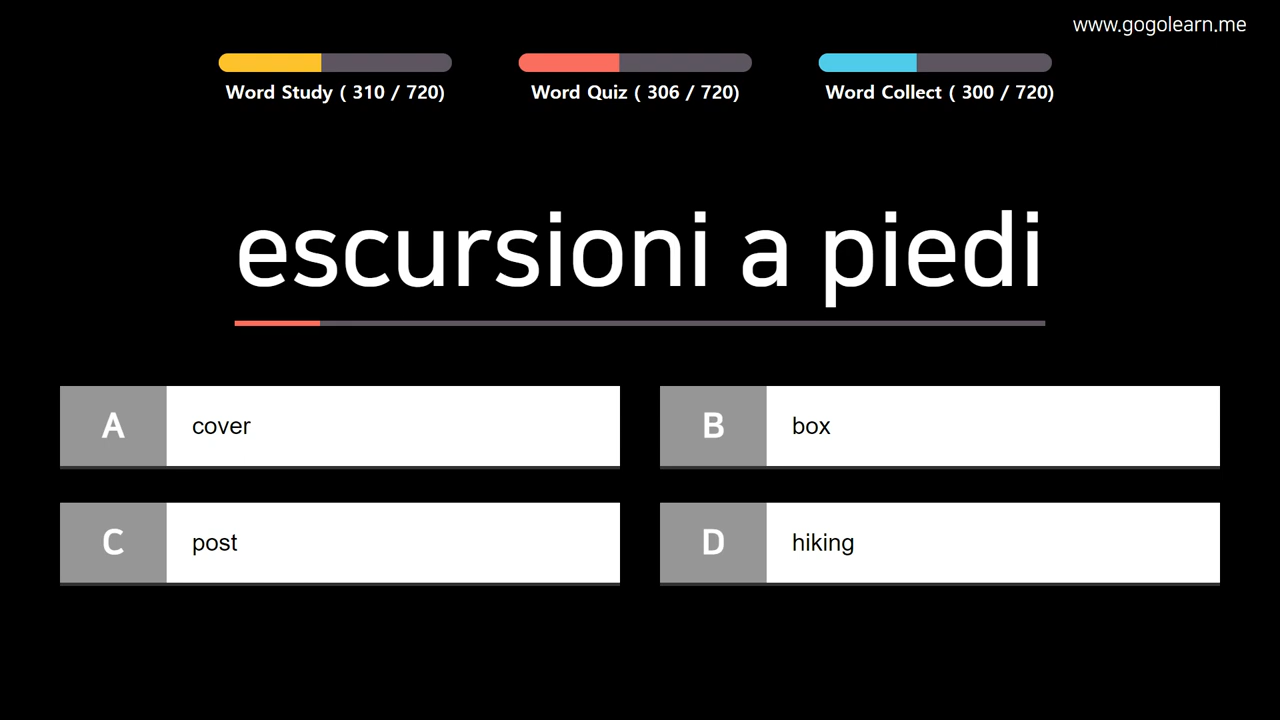 www.gogolearn.me
Word Study ( 310 / 720)
Word Quiz ( 306 / 720)
Word Collect ( 300 / 720)
escursioni a piedi
A cover
B box
C post
D hiking